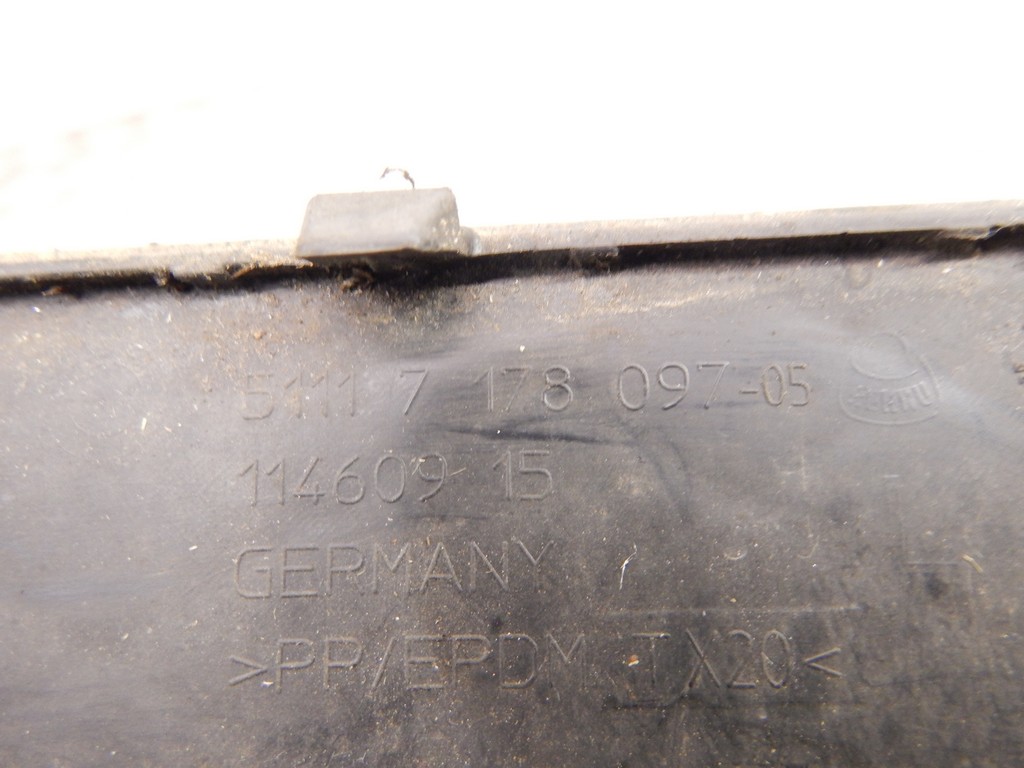 5111 7 178 097-05
114609 15
GERMANY
>PP/EPDM TX20<